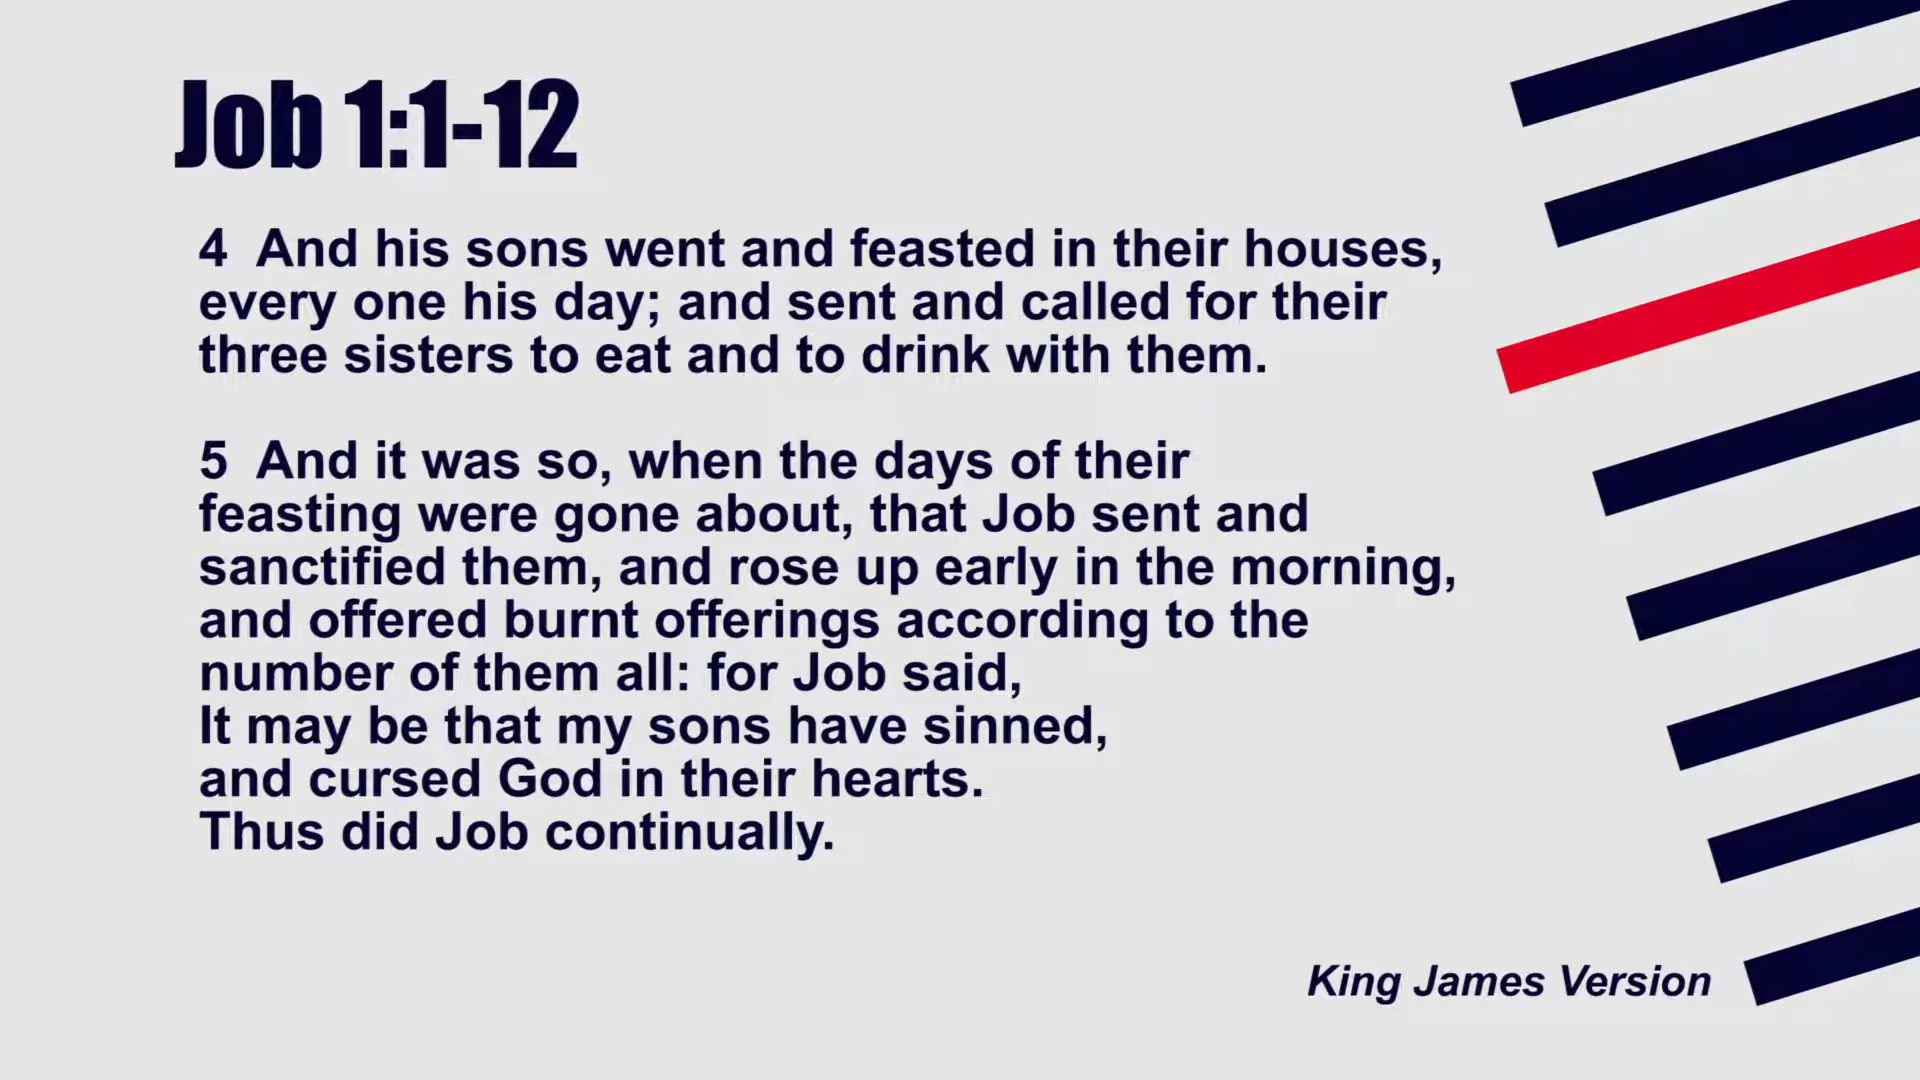 Job 1:1-12
4 And his sons went and feasted in their houses,
every one his day; and sent and called for their
three sisters to eat and to drink with them.
5 And it was so, when the days of their
feasting were gone about, that Job sent and
sanctified them, and rose up early in the morning,
and offered burnt offerings according to the
number of them all: for Job said,
It may be that my sons have sinned,
and cursed God in their hearts.
Thus did Job continually.
King James Version